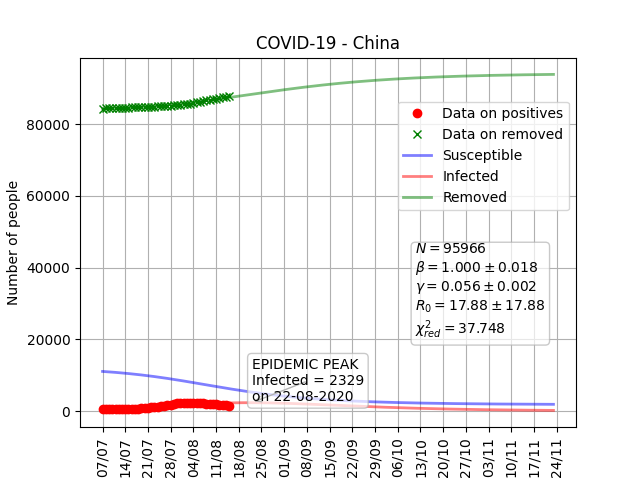 COVID-19 - China
Number of people
80000
60000
40000
20000
0
Data on positives
Data on removed
Susceptible
Infected
Removed
N = 95966
β = 1.000 ± 0.018
γ = 0.056 ± 0.002
R₀ = 17.88 ± 17.88
χ²red = 37.748
EPIDEMIC PEAK
Infected = 2329
on 22-08-2020
07/07
14/07
21/07
28/07
04/08
11/08
18/08
25/08
01/09
08/09
15/09
22/09
29/09
06/10
13/10
20/10
27/10
03/11
10/11
17/11
24/11